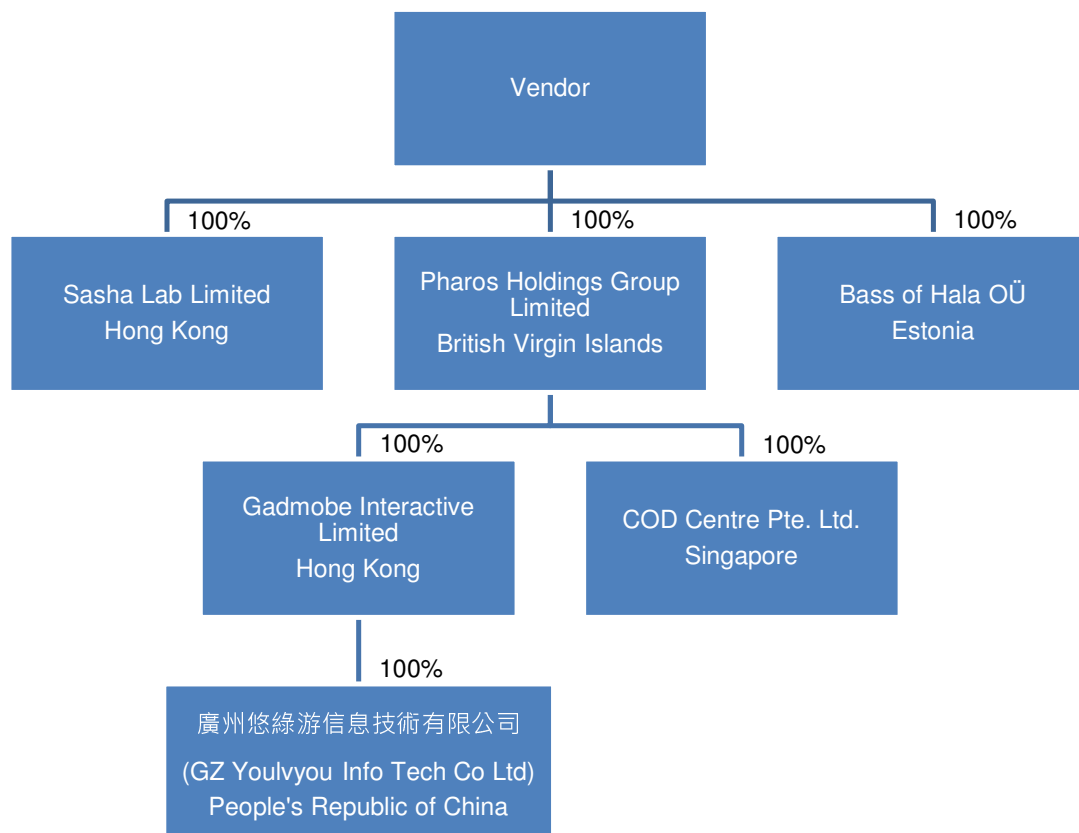 Vendor
100%
100%
100%
Sasha Lab Limited
Hong Kong
Pharos Holdings Group
Limited
British Virgin Islands
Bass of Hala OÜ
Estonia
100%
100%
Gadmobe Interactive
Limited
Hong Kong
COD Centre Pte. Ltd.
Singapore
100%
廣州悠綠游信息技術有限公司
(GZ Youlvyou Info Tech Co Ltd)
People's Republic of China